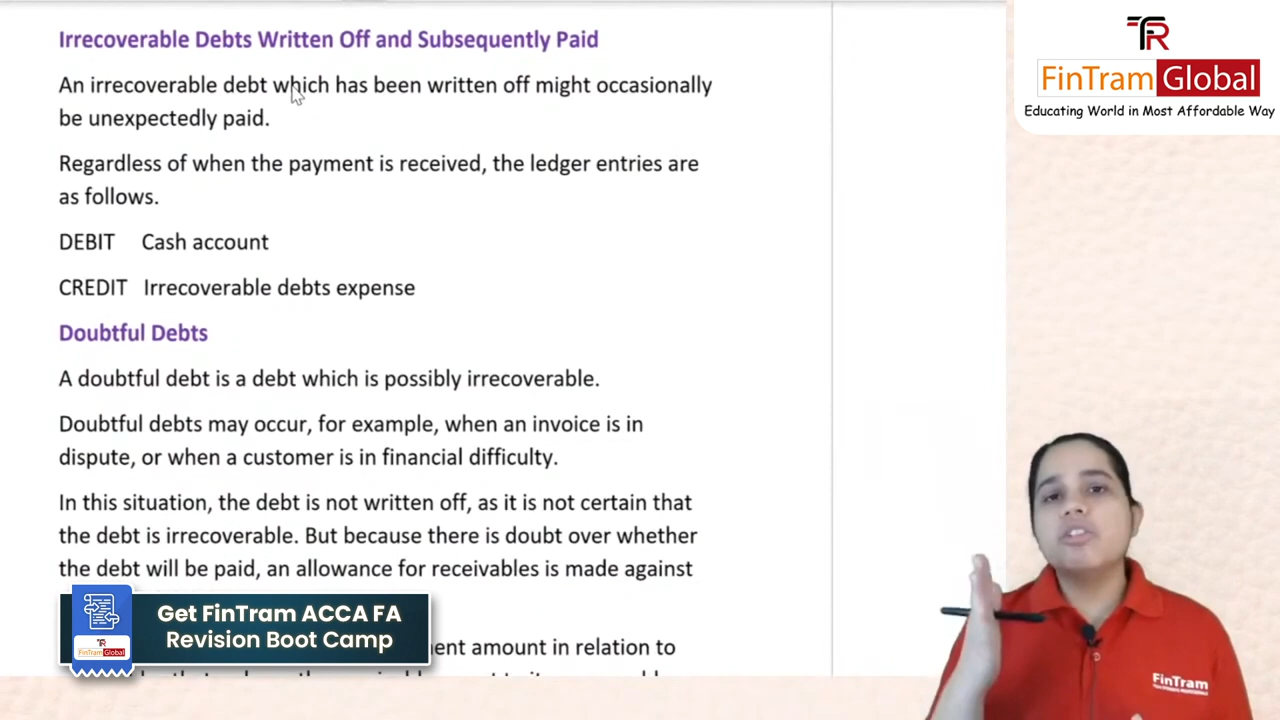 Irrecoverable Debts Written Off and Subsequently Paid
An irrecoverable debt which has been written off might occasionally
be unexpectedly paid.
Regardless of when the payment is received, the ledger entries are
as follows.
DEBIT Cash account
CREDIT Irrecoverable debts expense
Doubtful Debts
A doubtful debt is a debt which is possibly irrecoverable.
Doubtful debts may occur, for example, when an invoice is in
dispute, or when a customer is in financial difficulty.
In this situation, the debt is not written off, as it is not certain that
the debt is irrecoverable. But because there is doubt over whether
the debt will be paid, an allowance for receivables is made against
amount in relation to
Get FinTram ACCA FA
Revision Boot Camp
TR
FinTram Global
TR
FinTram Global
Educating World in Most Affordable Way
FinTram